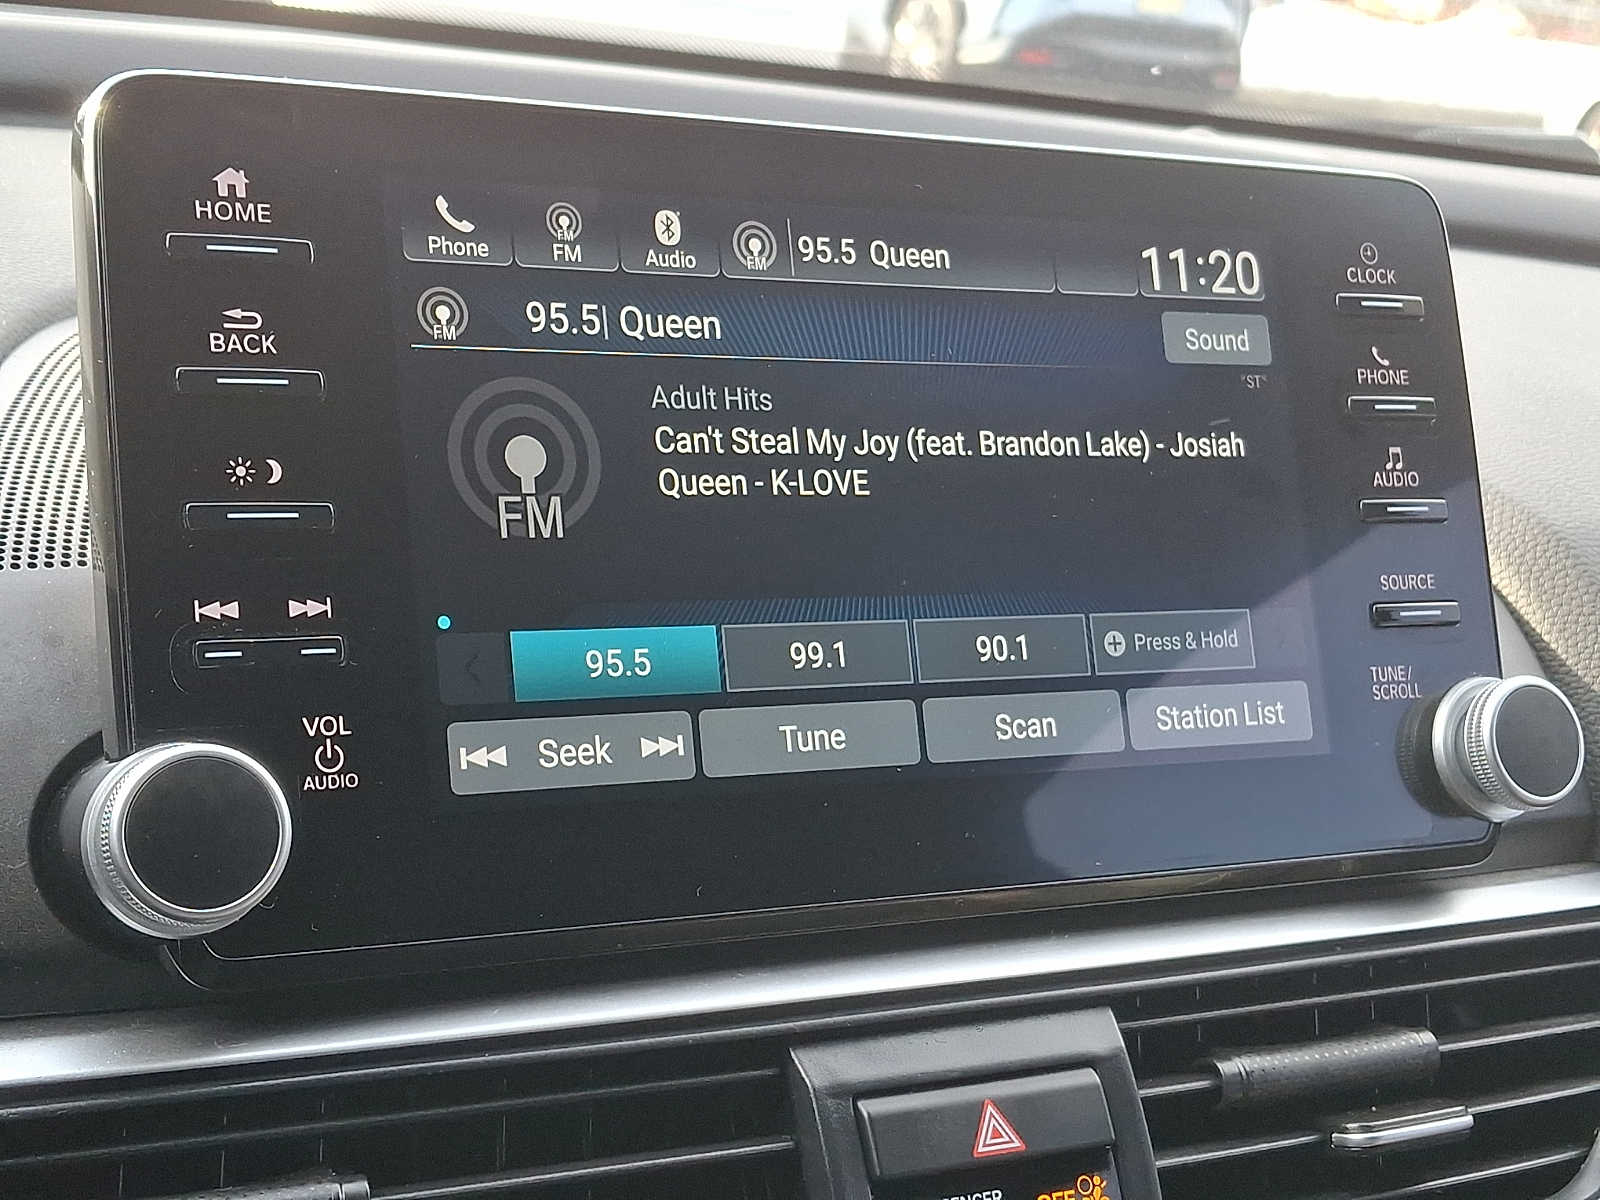 HOME
BACK
VOL
AUDIO
Phone
FM
FM
Audio
FM
95.5 Queen
11:20
FM
95.5| Queen
Sound
"ST"
FM
Adult Hits
Can't Steal My Joy (feat. Brandon Lake) - Josiah
Queen - K-LOVE
95.5
99.1
90.1
Press & Hold
Seek
Tune
Scan
Station List
CLOCK
PHONE
AUDIO
SOURCE
TUNE/
SCROLL
OFF